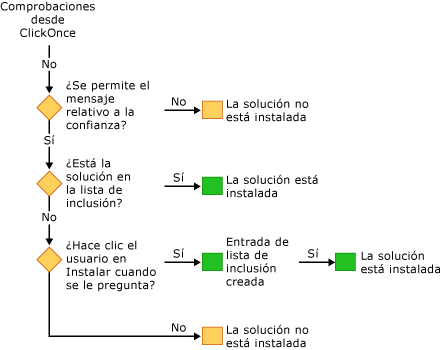 Comprobaciones
desde
ClickOnce
No
¿Se permite el
mensaje
relativo a la
confianza?
No
La solución no
está instalada
Sí
¿Está la
solución en
la lista de
inclusión?
Sí
La solución está
instalada
No
¿Hace clic el
usuario en
Instalar cuando
se le pregunta?
Sí
Entrada de
lista de
inclusión
creada
Sí
La solución
está instalada
No
La solución no
está instalada